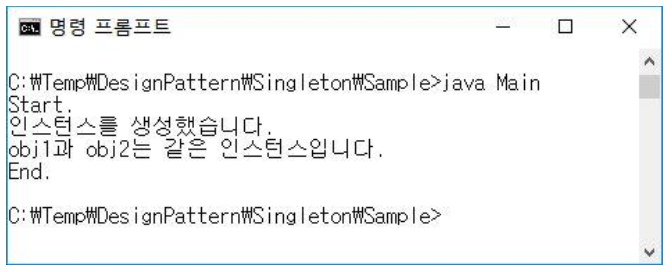 명령 프롬프트
C:₩Temp₩DesignPattern₩Singleton₩Sample>java Main
Start.
인스턴스를 생성했습니다.
obj1과 obj2는 같은 인스턴스입니다.
End.
C:₩Temp₩DesignPattern₩Singleton₩Sample>